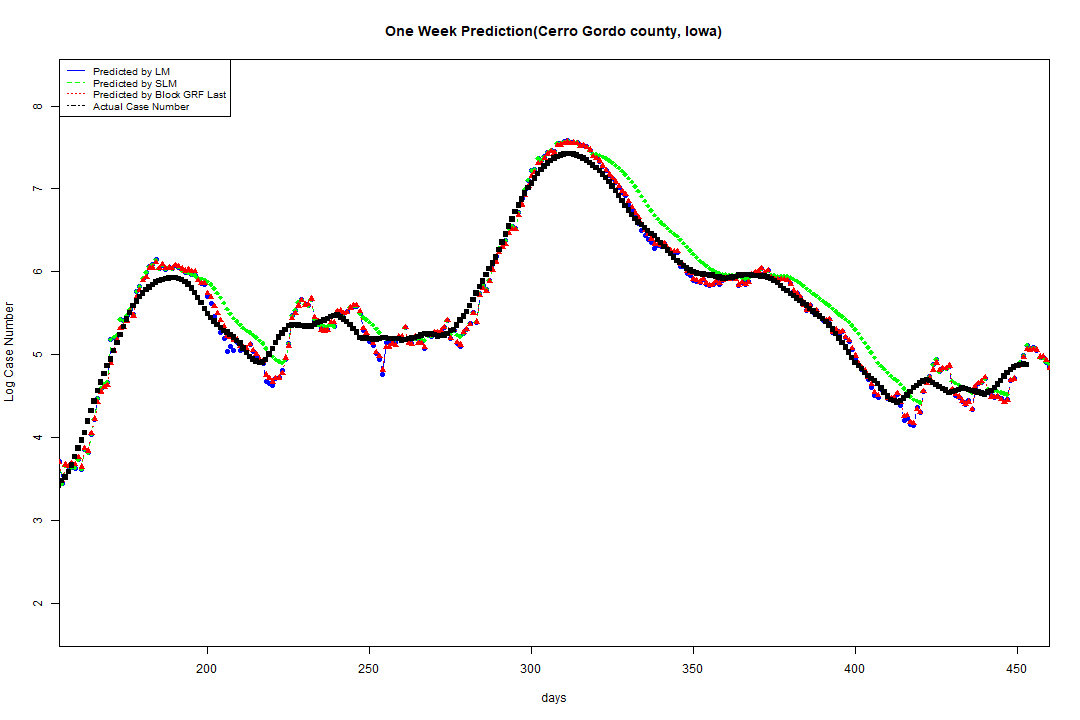 One Week Prediction(Cerro Gordo county, Iowa)
Predicted by LM
Predicted by SLM
Predicted by Block GRF Last
Actual Case Number
8
7
6
5
4
3
2
Log Case Number
200 250 300 350 400 450
days